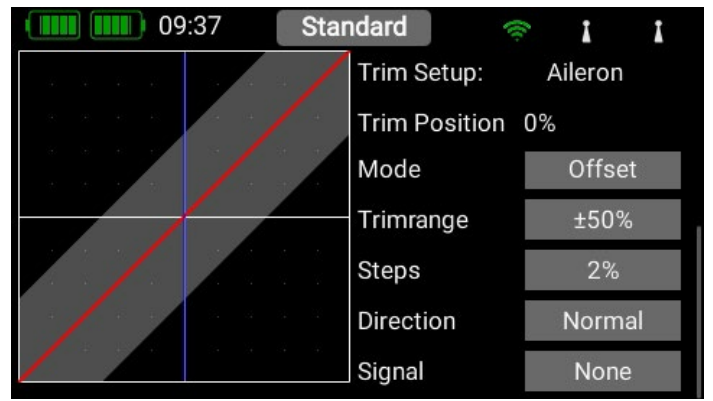 09:37 Standard
Trim Setup: Aileron
Trim Position 0%
Mode Offset
Trimrange ±50%
Steps 2%
Direction Normal
Signal None